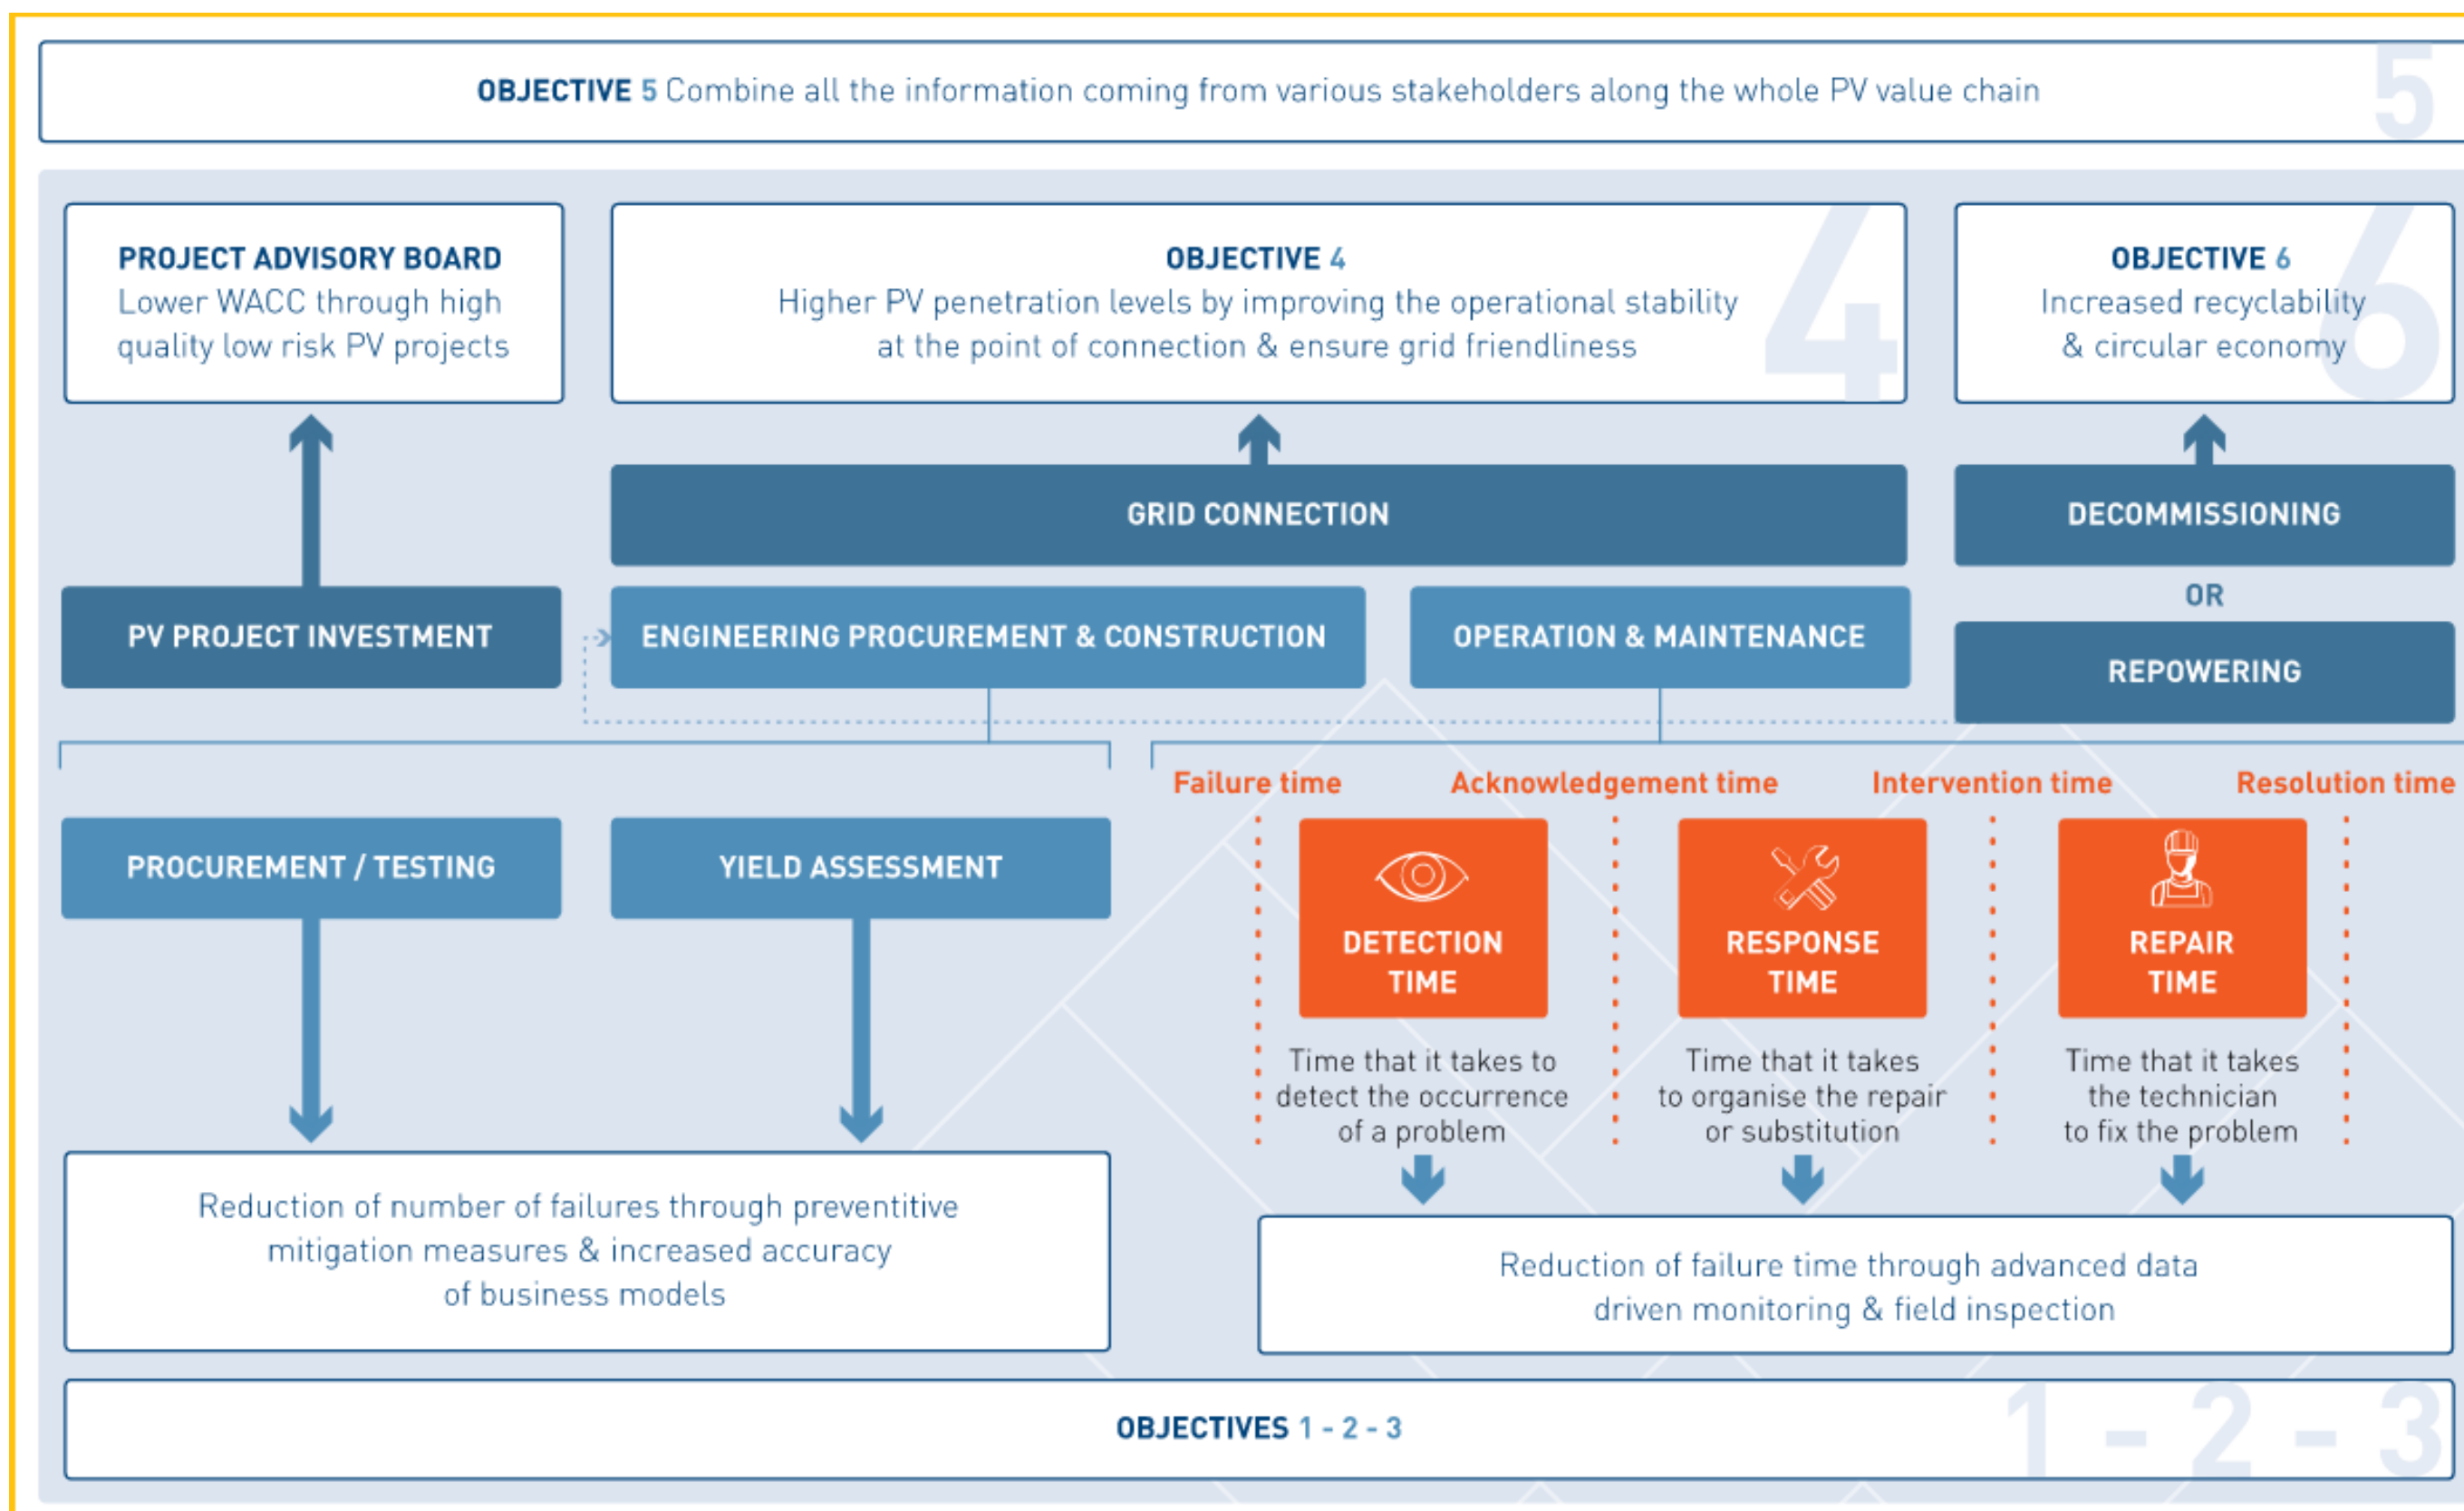 OBJECTIVE 5 Combine all the information coming from various stakeholders along the whole PV value chain
5
PROJECT ADVISORY BOARD
Lower WACC through high
quality low risk PV projects
OBJECTIVE 4
Higher PV penetration levels by improving the operational stability
at the point of connection & ensure grid friendliness
4
OBJECTIVE 6
Increased recyclability
& circular economy
6
GRID CONNECTION
DECOMMISSIONING
OR
REPOWERING
PV PROJECT INVESTMENT
ENGINEERING PROCUREMENT & CONSTRUCTION
OPERATION & MAINTENANCE
Failure time
Acknowledgement time
Intervention time
Resolution time
PROCUREMENT / TESTING
YIELD ASSESSMENT
DETECTION
TIME
Time that it takes to
detect the occurrence
of a problem
RESPONSE
TIME
Time that it takes
to organise the repair
or substitution
REPAIR
TIME
Time that it takes
the technician
to fix the problem
Reduction of number of failures through preventitive
mitigation measures & increased accuracy
of business models
Reduction of failure time through advanced data
driven monitoring & field inspection
OBJECTIVES 1 - 2 - 3
1 - 2 - 3